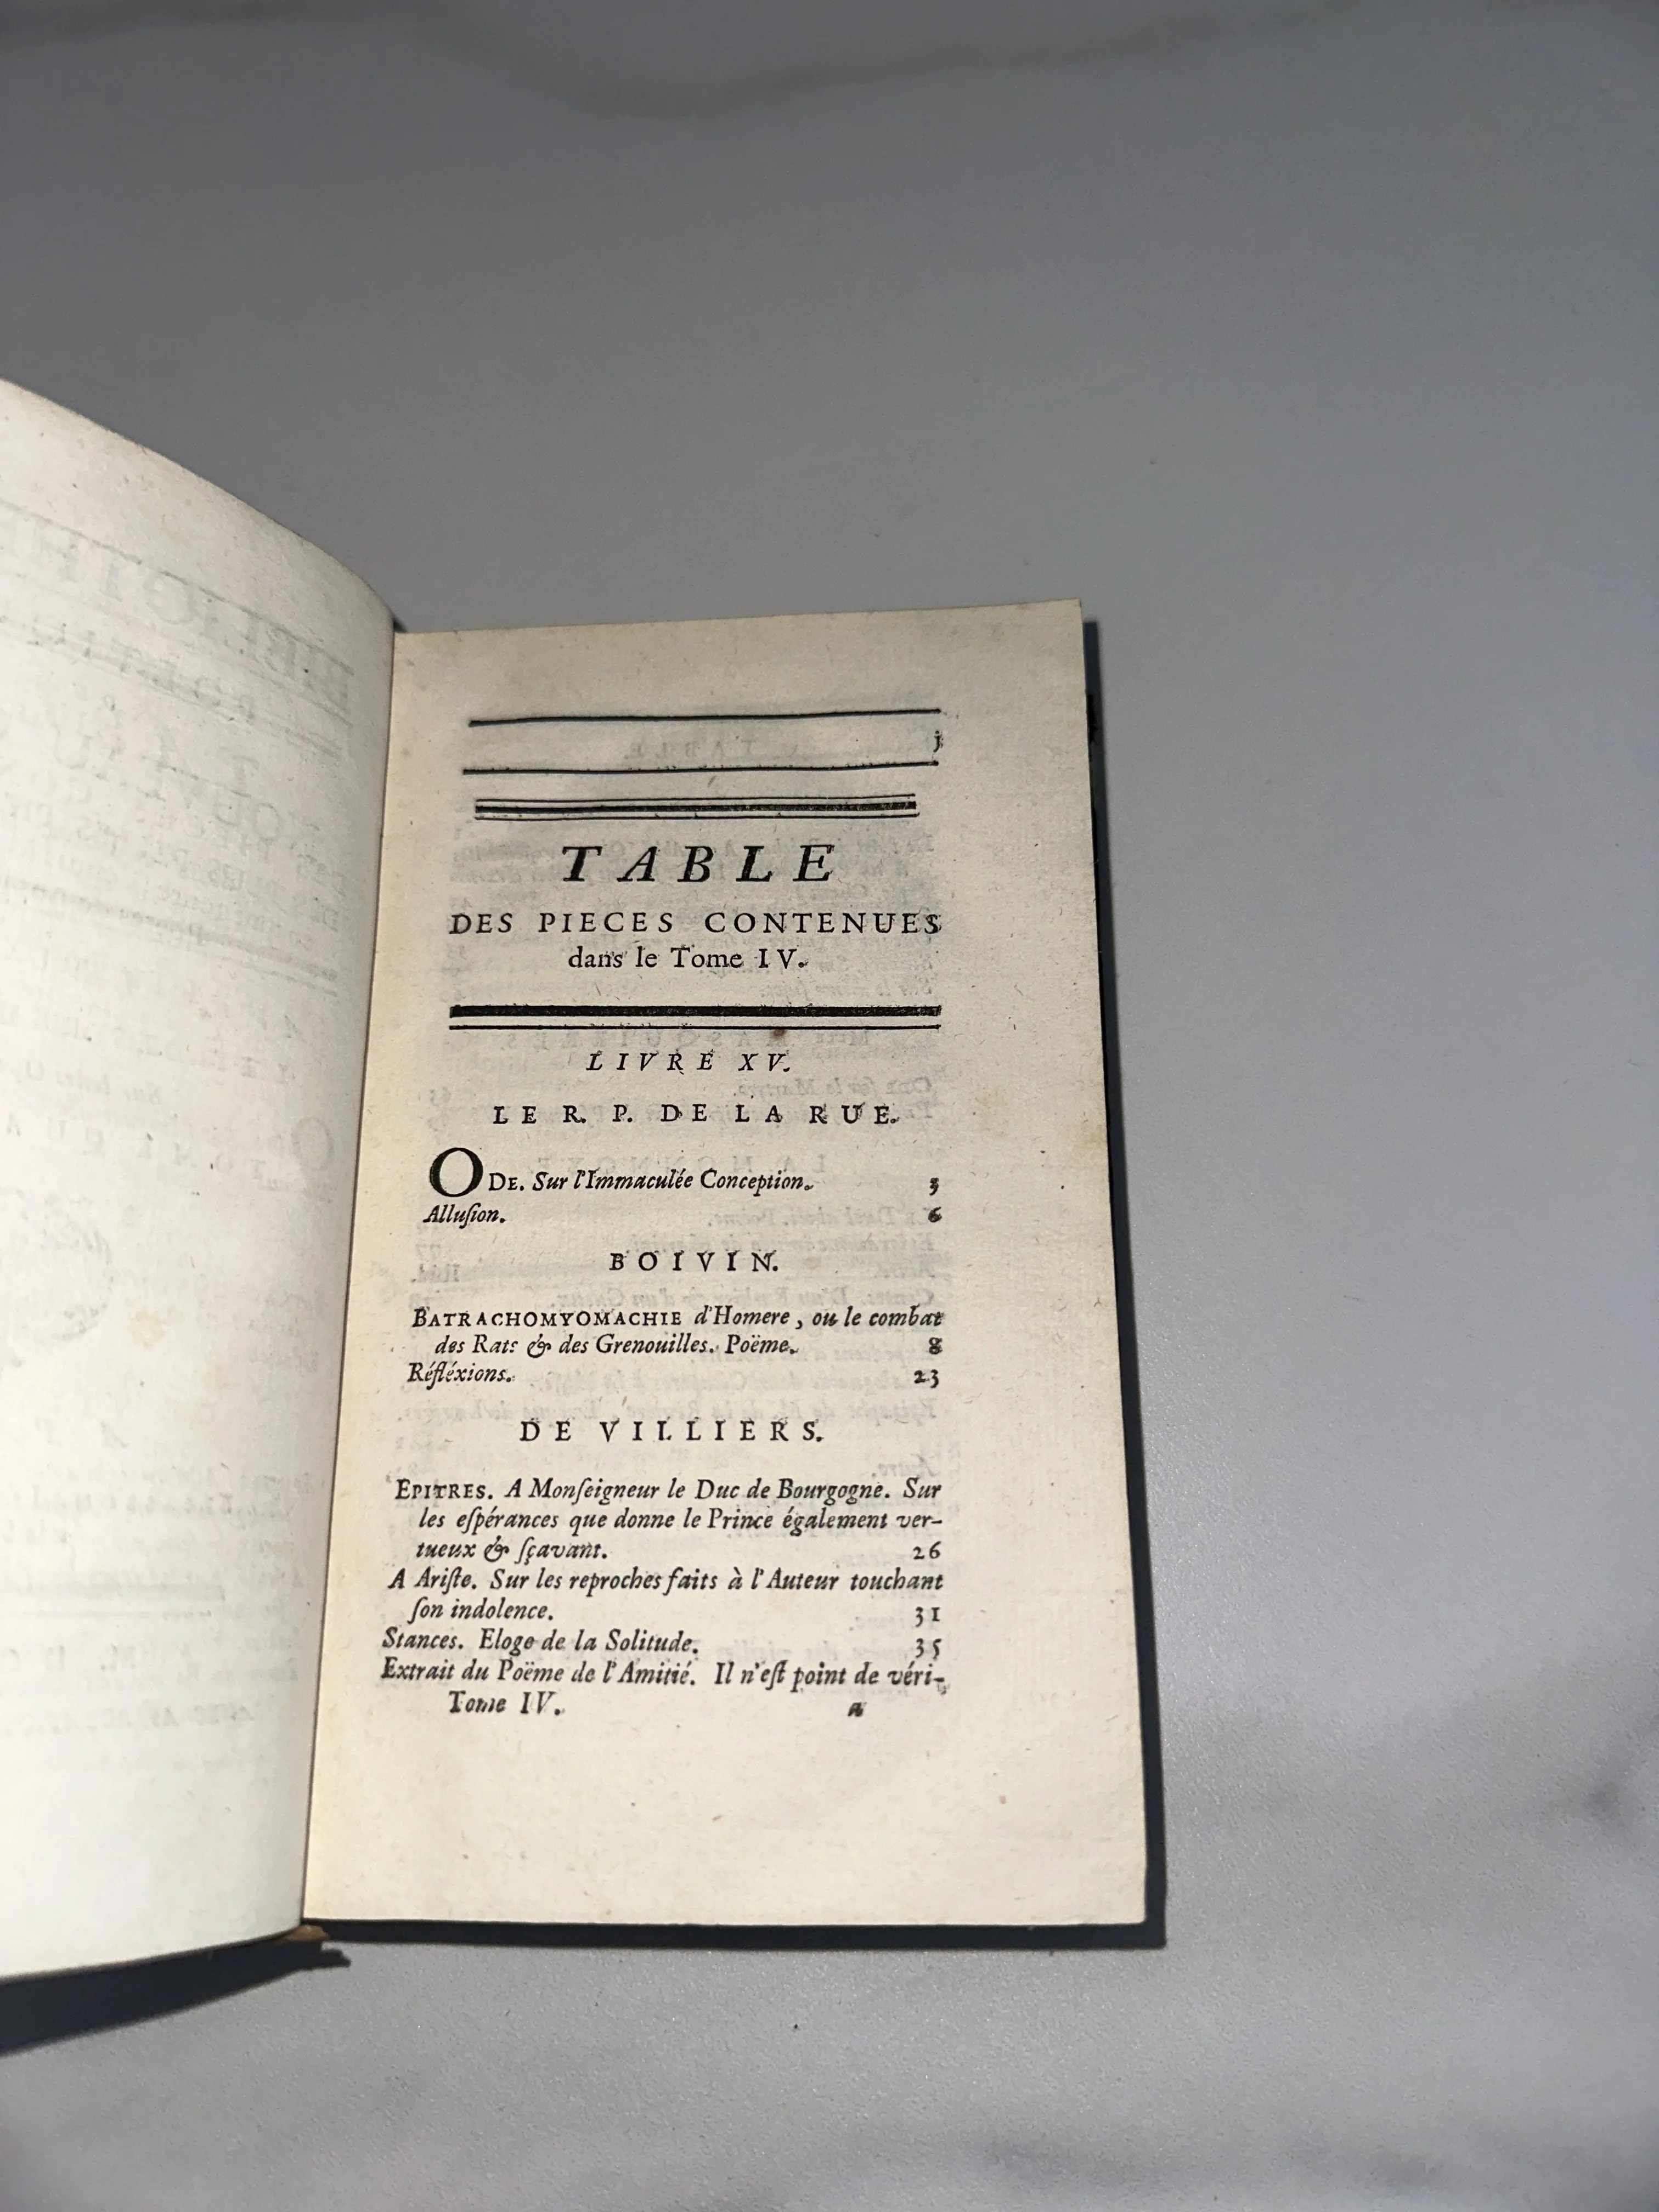 j
TABLE
DES PIECES CONTENUES
dans le Tome IV.
LIVRE XV.
LE R. P. DE LA RUE.
ODE. Sur l'Immaculée Conception. 3
Alluſion. 6
BOIVIN.
BATRACHOMYOMACHIE d'Homere, ou le combat
des Rats & des Grenouilles. Poëme. 8
Réfléxions. 23
DE VILLIERS.
EPITRES. A Monſeigneur le Duc de Bourgogne. Sur
les eſpérances que donne le Prince également ver-
tueux & ſçavant. 26
A Ariſte. Sur les reproches faits à l'Auteur touchant
ſon indolence. 31
Stances. Eloge de la Solitude. 35
Extrait du Poëme de l'Amitié. Il n'eſt point de véri-
Tome IV. a